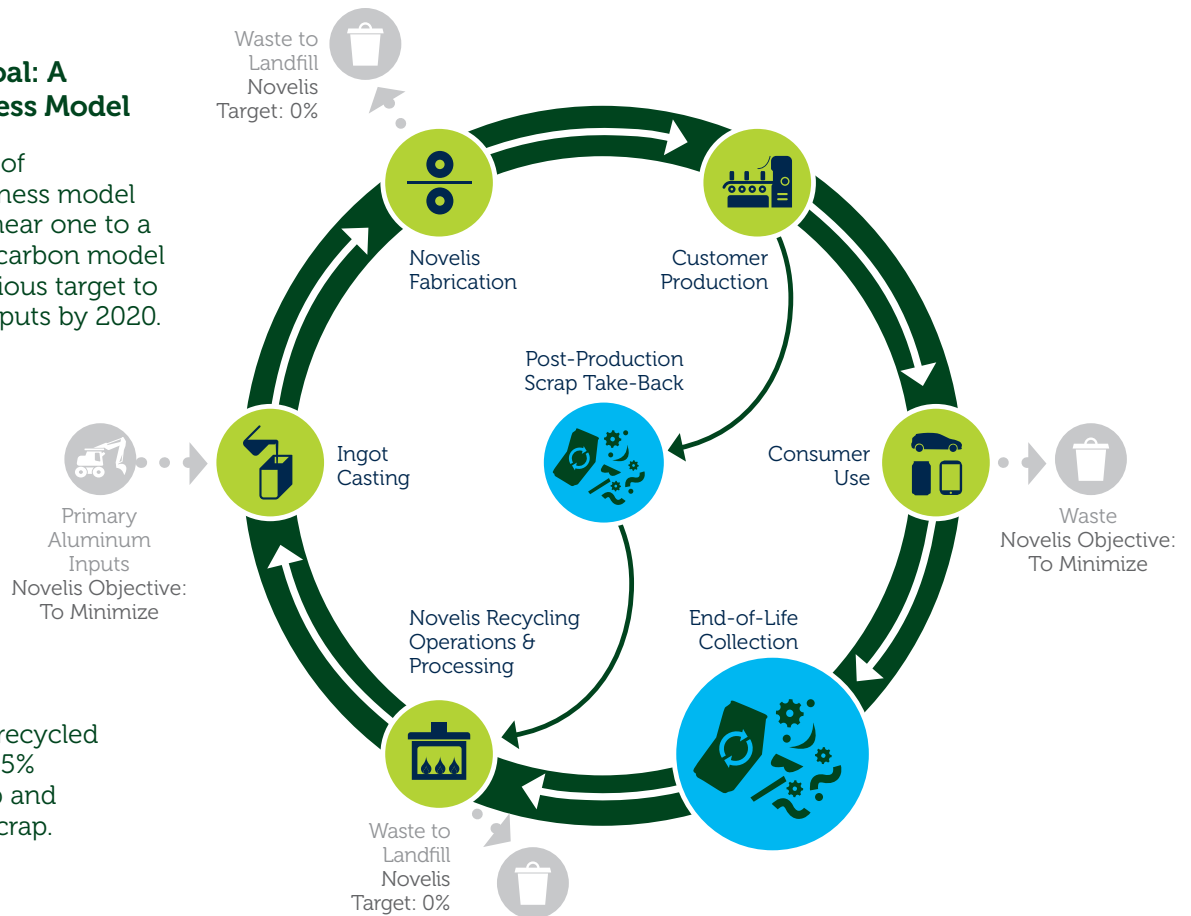 Waste to
Landfill
Novelis
Target: 0%
oal: A
ess Model
of
ness model
near one to a
carbon model
ious target to
puts by 2020.
Novelis
Fabrication
Customer
Production
Post-Production
Scrap Take-Back
Ingot
Casting
Consumer
Use
Primary
Aluminum
Inputs
Novelis Objective:
To Minimize
Waste
Novelis Objective:
To Minimize
Novelis Recycling
Operations &
Processing
End-of-Life
Collection
recycled
5%
and
crap.
Waste to
Landfill
Novelis
Target: 0%